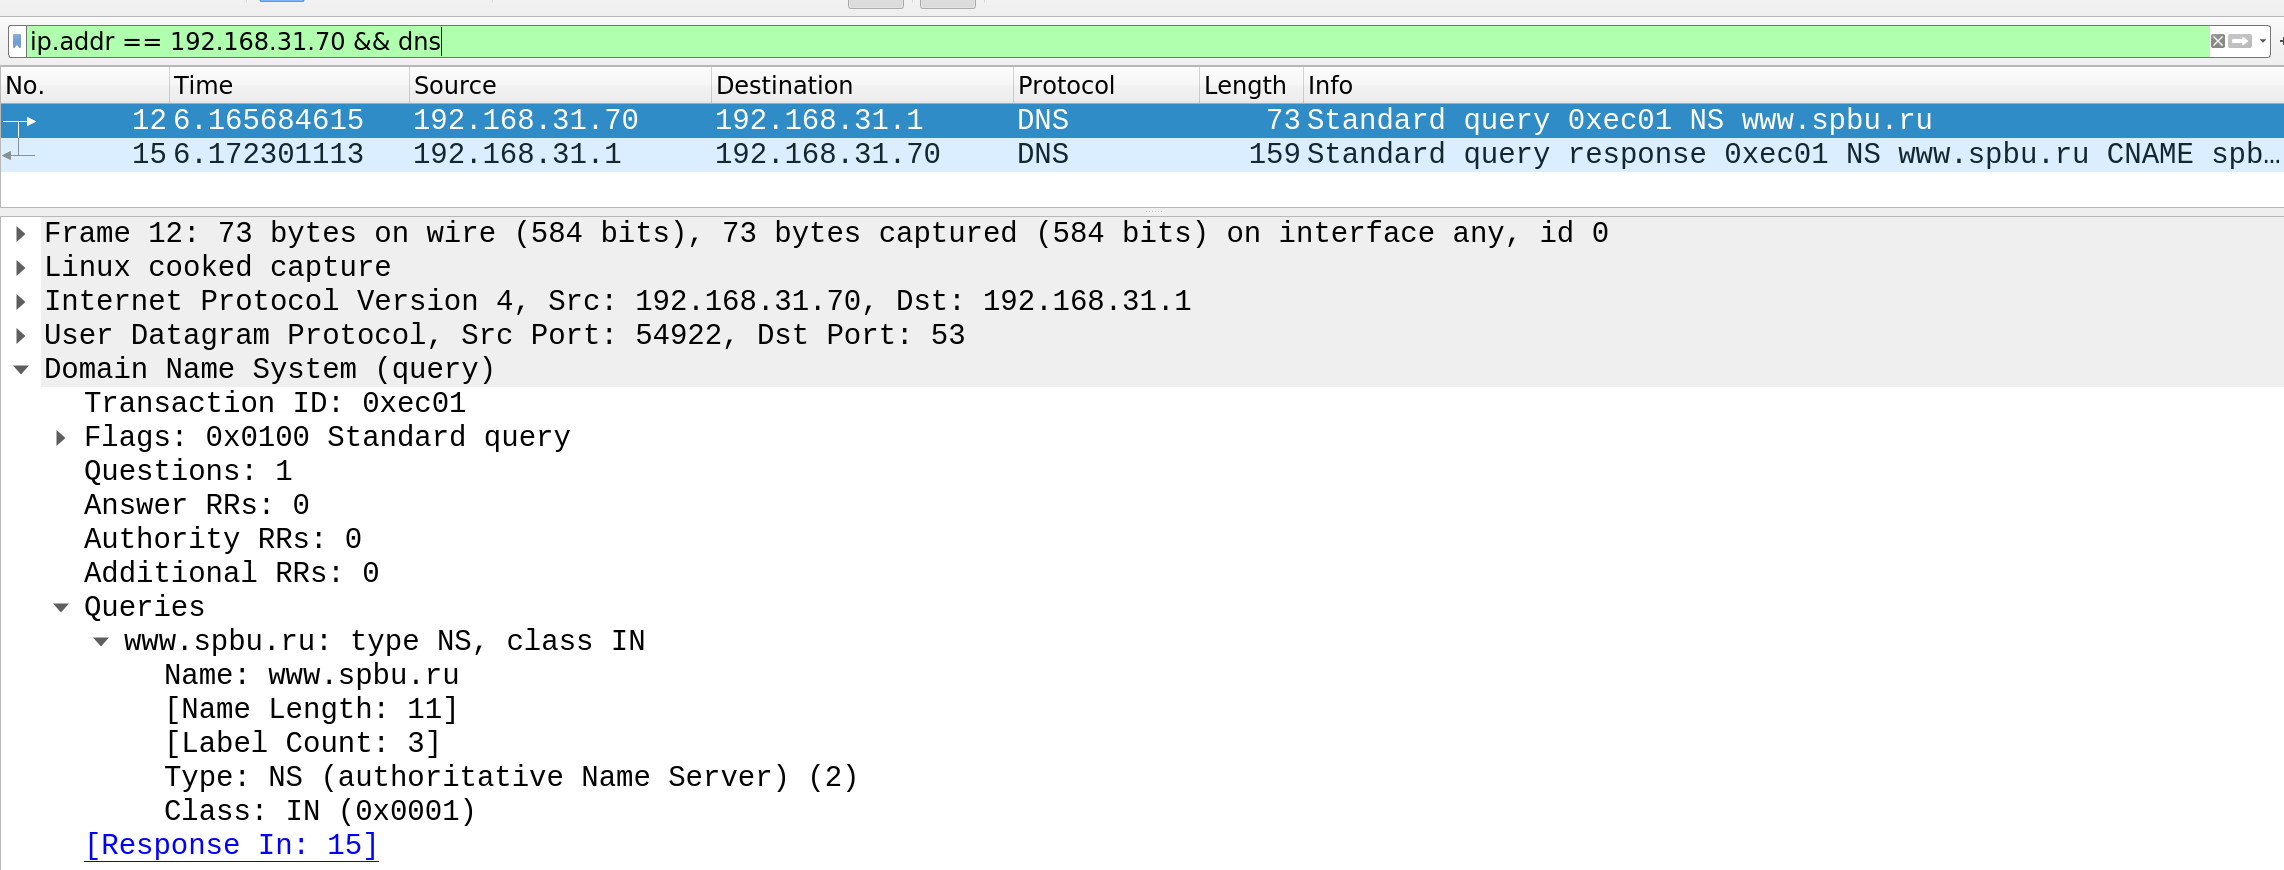 ip.addr == 192.168.31.70 && dns
No. Time Source Destination Protocol Length Info
12 6.165684615 192.168.31.70 192.168.31.1 DNS 73 Standard query 0xec01 NS www.spbu.ru
15 6.172301113 192.168.31.1 192.168.31.70 DNS 159 Standard query response 0xec01 NS www.spbu.ru CNAME spb…
Frame 12: 73 bytes on wire (584 bits), 73 bytes captured (584 bits) on interface any, id 0
Linux cooked capture
Internet Protocol Version 4, Src: 192.168.31.70, Dst: 192.168.31.1
User Datagram Protocol, Src Port: 54922, Dst Port: 53
Domain Name System (query)
Transaction ID: 0xec01
Flags: 0x0100 Standard query
Questions: 1
Answer RRs: 0
Authority RRs: 0
Additional RRs: 0
Queries
www.spbu.ru: type NS, class IN
Name: www.spbu.ru
[Name Length: 11]
[Label Count: 3]
Type: NS (authoritative Name Server) (2)
Class: IN (0x0001)
[Response In: 15]